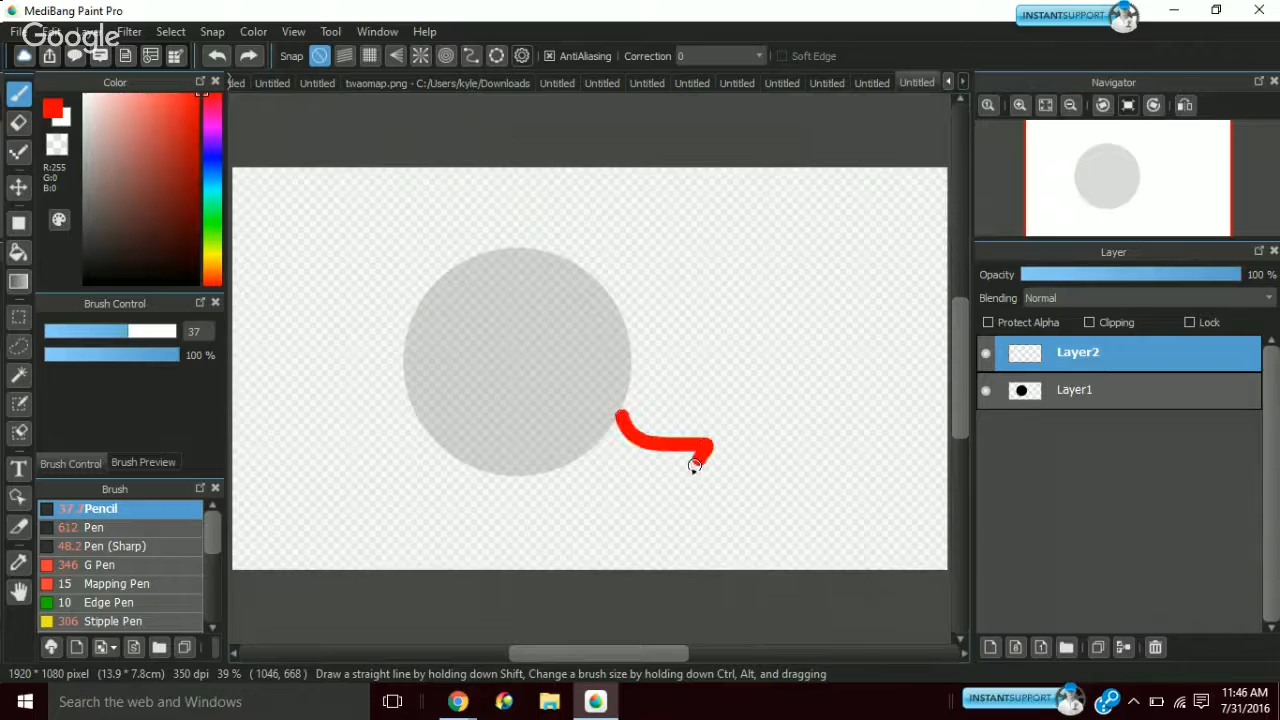 MediBang Paint Pro
INSTANTSUPPORT
File Edit Layer Filter Select Snap Color View Tool Window Help
Google
Snap AntiAliasing Correction 0 Soft Edge
Color
led Untitled Untitled twaomap.png - C:/Users/kyle/Downloads Untitled Untitled Untitled Untitled Untitled Untitled Untitled Untitled Untitled
Navigator
R:255
G:0
B:0
Layer
Opacity 100 %
Blending Normal
Protect Alpha Clipping Lock
Layer2
Layer1
Brush Control
37
100 %
Brush Control Brush Preview
Brush
37.7 Pencil
612 Pen
48.2 Pen (Sharp)
346 G Pen
15 Mapping Pen
10 Edge Pen
306 Stipple Pen
1920 * 1080 pixel (13.9 * 7.8cm) 350 dpi 39 % ( 1046, 668 ) Draw a straight line by holding down Shift, Change a brush size by holding down Ctrl, Alt, and dragging
Search the web and Windows
INSTANTSUPPORT
11:46 AM
7/31/2016